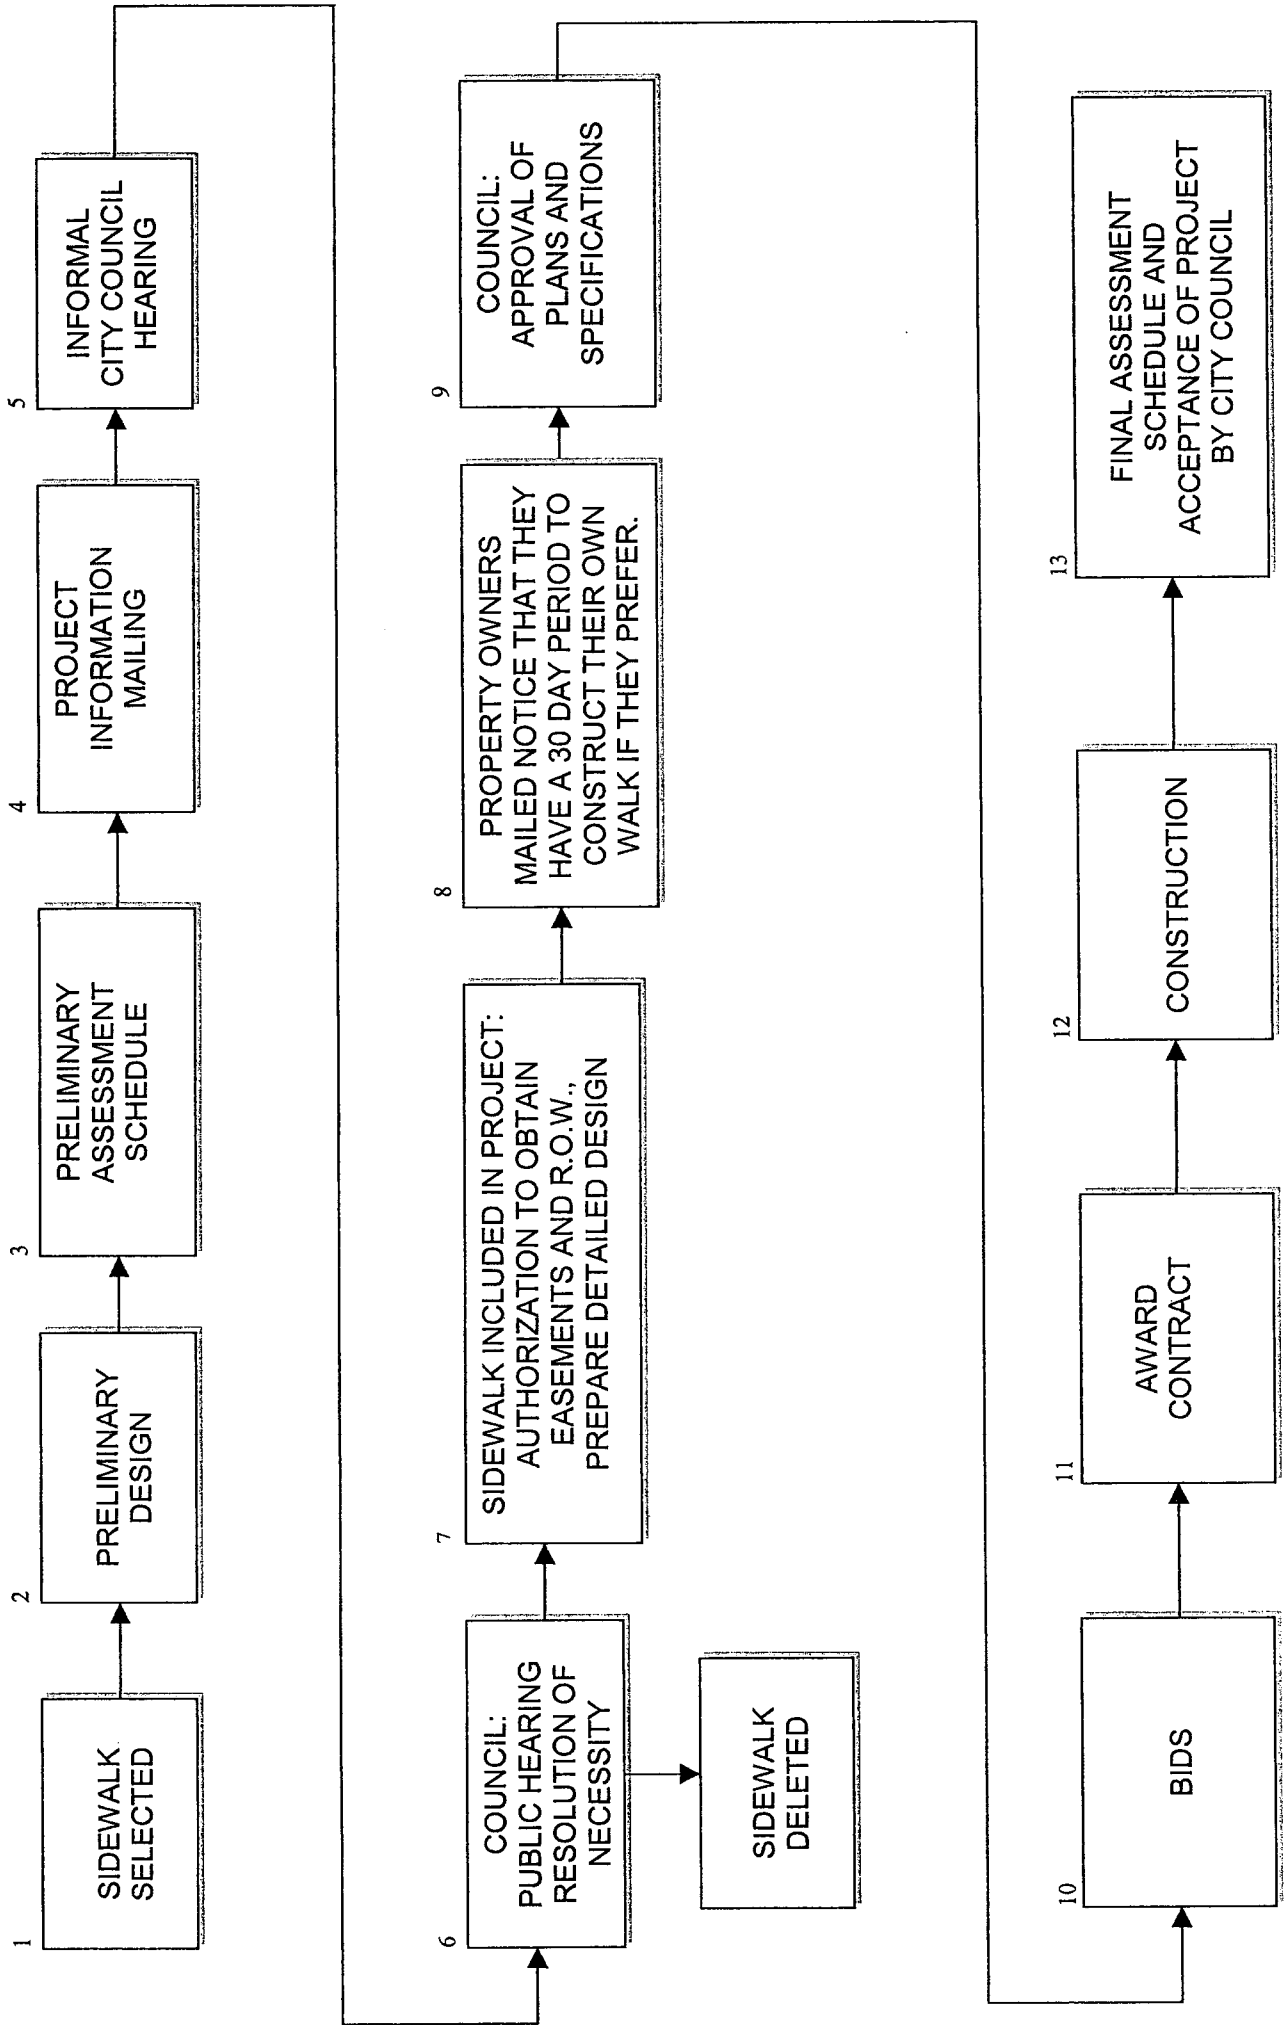 1
SIDEWALK
SELECTED
2
PRELIMINARY
DESIGN
3
PRELIMINARY
ASSESSMENT
SCHEDULE
4
PROJECT
INFORMATION
MAILING
5
INFORMAL
CITY COUNCIL
HEARING
6
COUNCIL:
PUBLIC HEARING
RESOLUTION OF
NECESSITY
SIDEWALK
DELETED
7
SIDEWALK INCLUDED IN PROJECT:
AUTHORIZATION TO OBTAIN
EASEMENTS AND R.O.W.,
PREPARE DETAILED DESIGN
8
PROPERTY OWNERS
MAILED NOTICE THAT THEY
HAVE A 30 DAY PERIOD TO
CONSTRUCT THEIR OWN
WALK IF THEY PREFER.
9
COUNCIL:
APPROVAL OF
PLANS AND
SPECIFICATIONS
10
BIDS
11
AWARD
CONTRACT
12
CONSTRUCTION
13
FINAL ASSESSMENT
SCHEDULE AND
ACCEPTANCE OF PROJECT
BY CITY COUNCIL